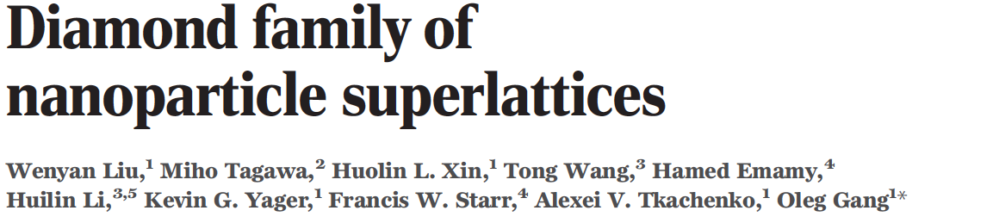 Diamond family of
nanoparticle superlattices
Wenyan Liu,¹ Miho Tagawa,² Huolin L. Xin,¹ Tong Wang,³ Hamed Emamy,⁴
Huilin Li,³,⁵ Kevin G. Yager,¹ Francis W. Starr,⁴ Alexei V. Tkachenko,¹ Oleg Gang¹*